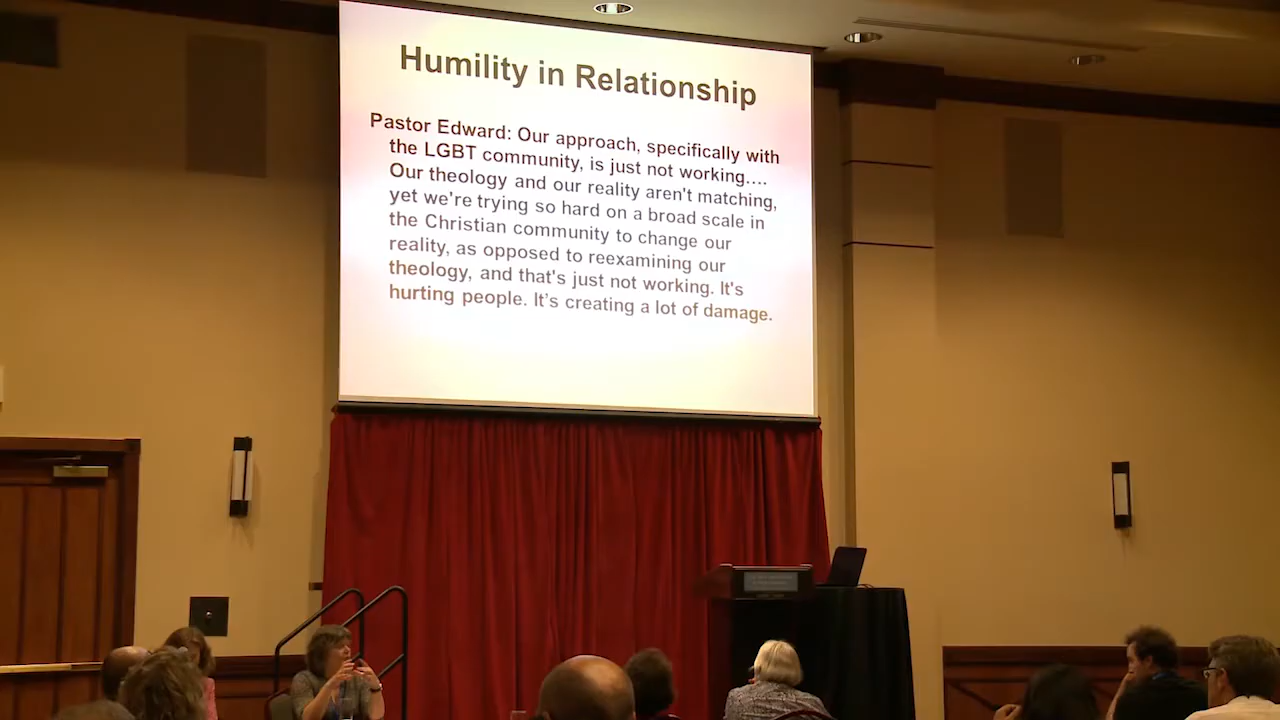 Humility in Relationship
Pastor Edward: Our approach, specifically with
the LGBT community, is just not working....
Our theology and our reality aren't matching,
yet we're trying so hard on a broad scale in
the Christian community to change our
reality, as opposed to reexamining our
theology, and that's just not working. It's
hurting people. It’s creating a lot of damage.